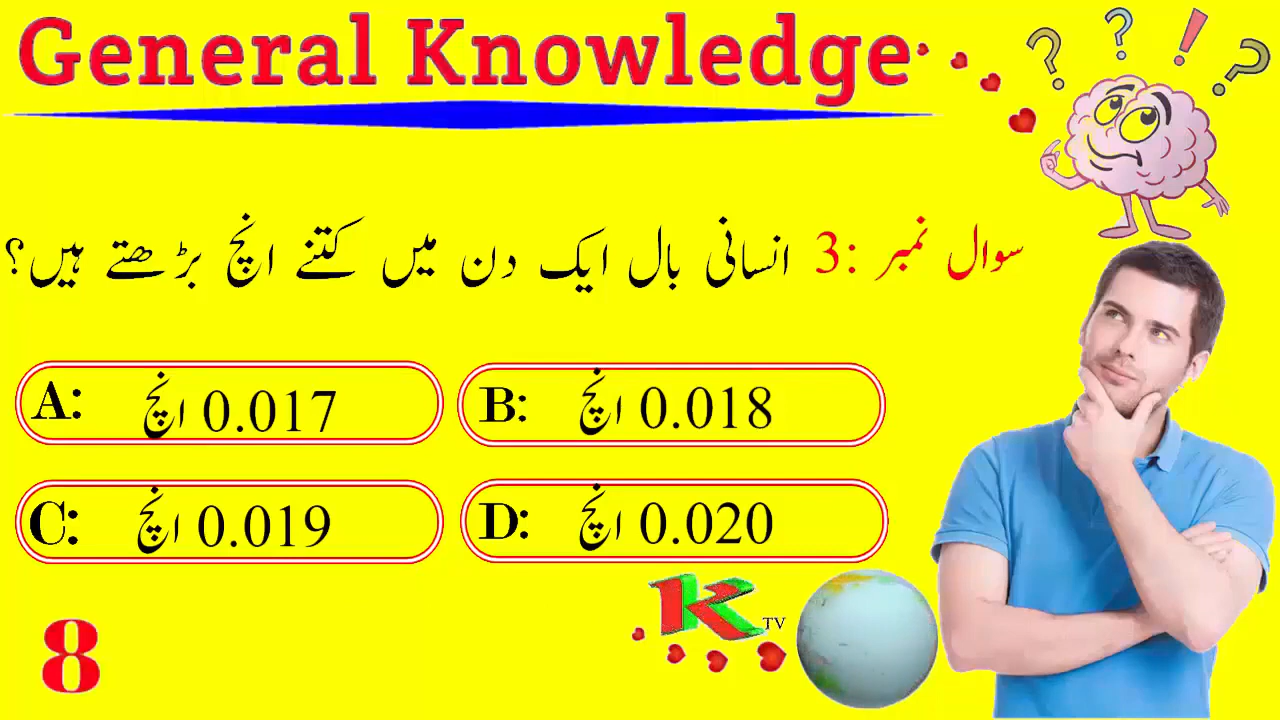 General Knowledge
سوال نمبر 3: انسانی بال ایک دن میں کتنے انچ بڑھتے ہیں؟
A: 0.017 انچ
B: 0.018 انچ
C: 0.019 انچ
D: 0.020 انچ
8
K TV